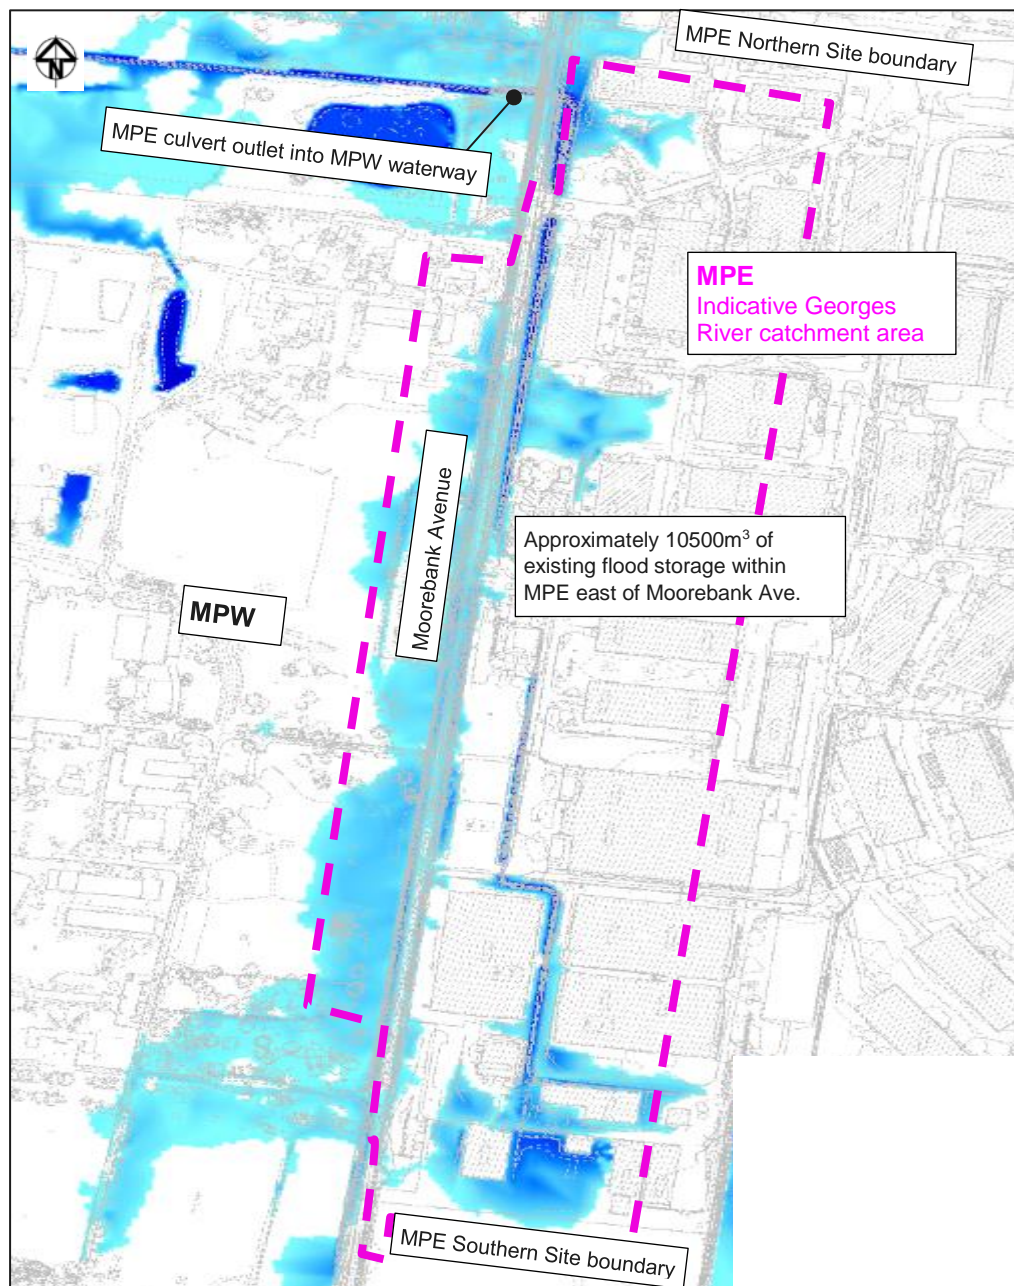 MPE Northern Site boundary
N
MPE culvert outlet into MPW waterway
MPE
Indicative Georges
River catchment area
Moorebank Avenue
Approximately 10500m³ of
existing flood storage within
MPE east of Moorebank Ave.
MPW
MPE Southern Site boundary